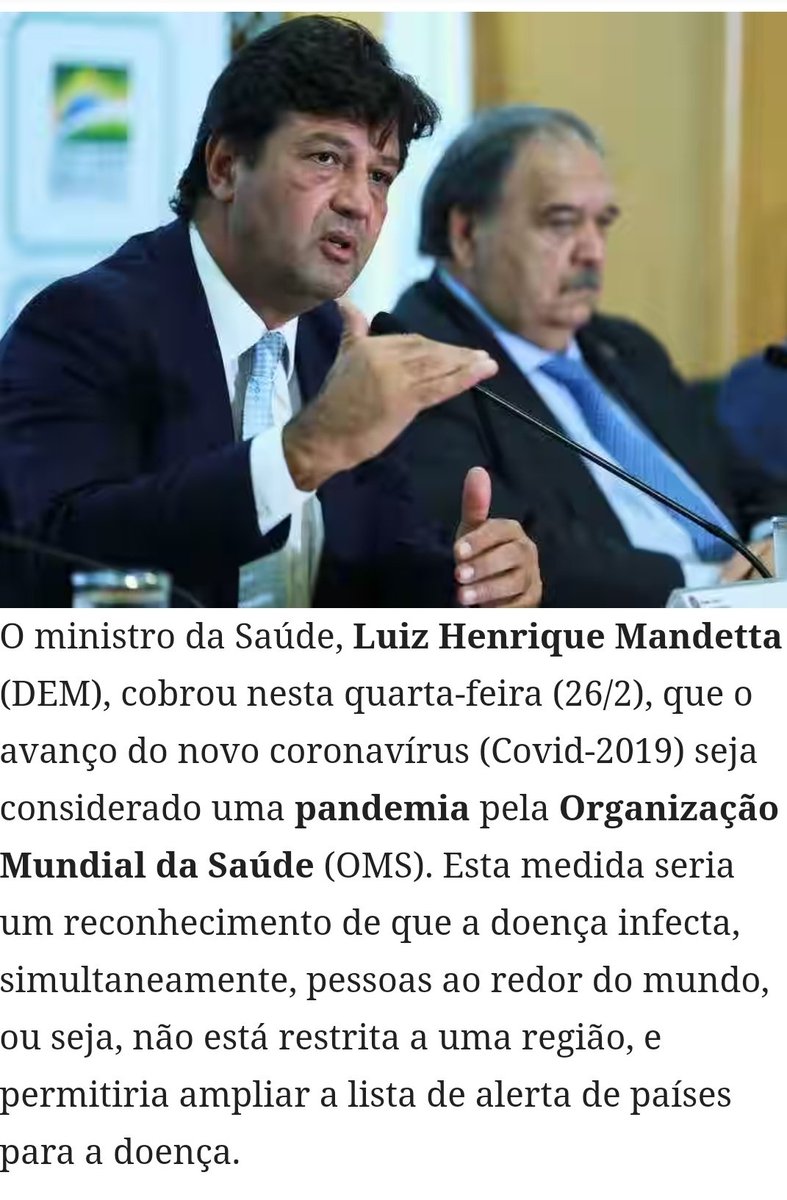 O ministro da Saúde, Luiz Henrique Mandetta
(DEM), cobrou nesta quarta-feira (26/2), que o
avanço do novo coronavírus (Covid-2019) seja
considerado uma pandemia pela Organização
Mundial da Saúde (OMS). Esta medida seria
um reconhecimento de que a doença infecta,
simultaneamente, pessoas ao redor do mundo,
ou seja, não está restrita a uma região, e
permitiria ampliar a lista de alerta de países
para a doença.